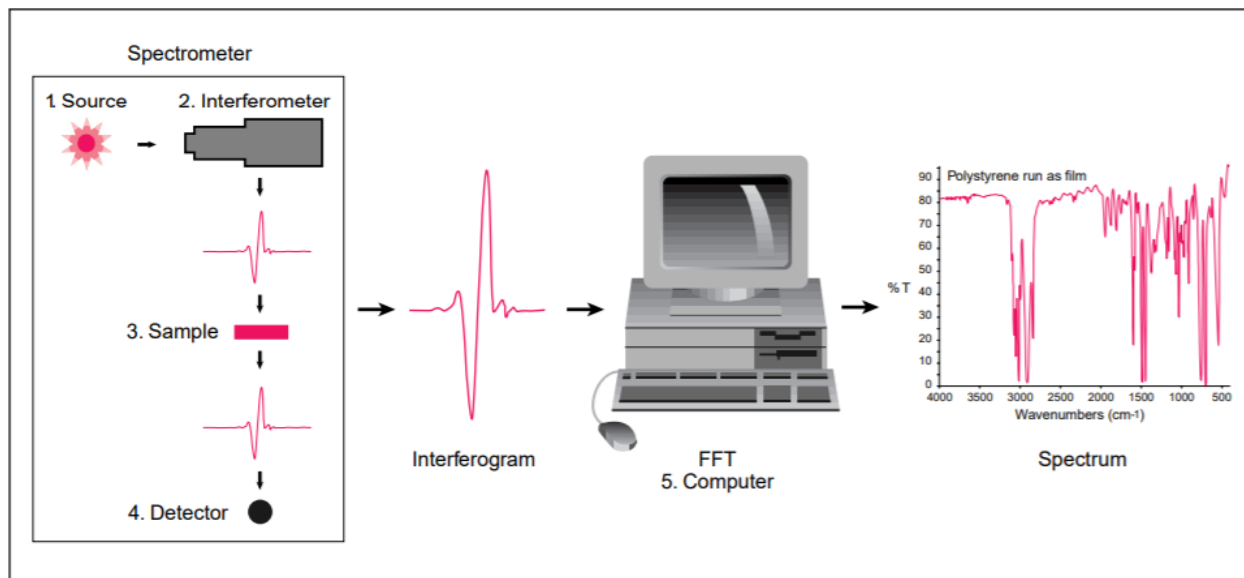 Spectrometer
1. Source
2. Interferometer
3. Sample
4. Detector
Interferogram
FFT
5. Computer
Polystyrene run as film
90
80
70
60
50
% T
40
30
20
10
0
4000 3500 3000 2500 2000 1500 1000 500
Wavenumbers (cm-1)
Spectrum